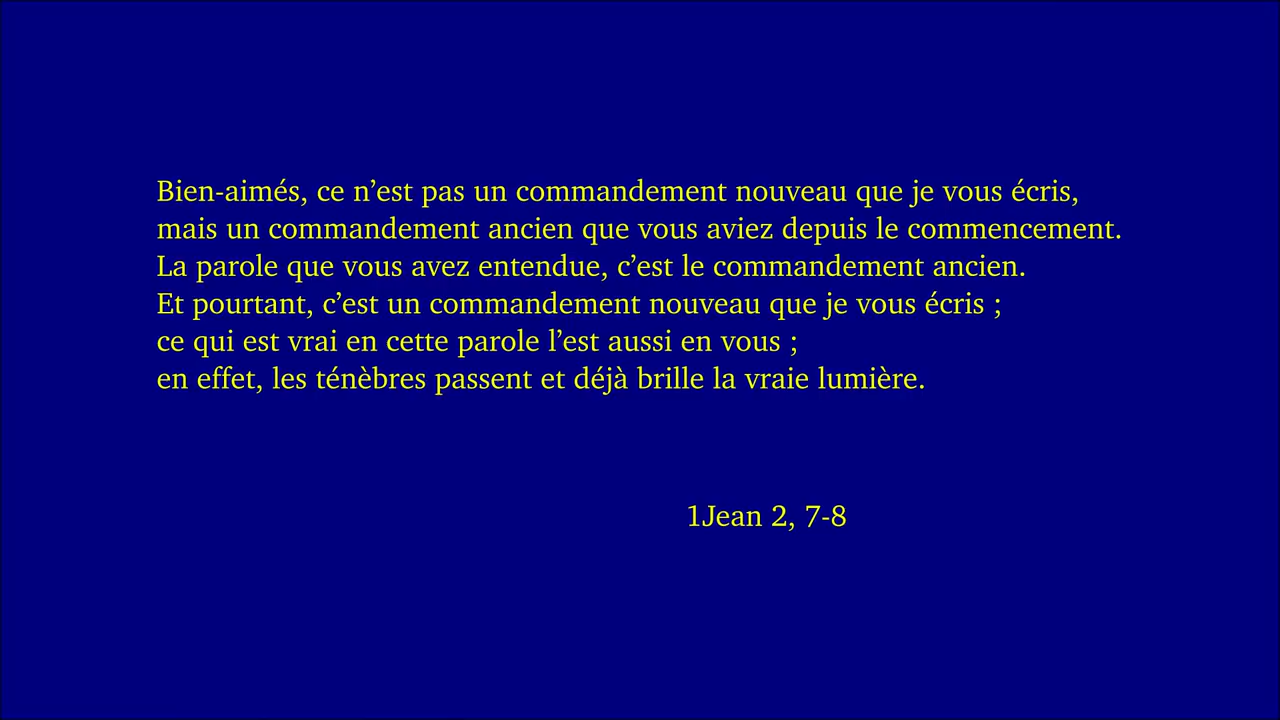 Bien-aimés, ce n’est pas un commandement nouveau que je vous écris,
mais un commandement ancien que vous aviez depuis le commencement.
La parole que vous avez entendue, c’est le commandement ancien.
Et pourtant, c’est un commandement nouveau que je vous écris ;
ce qui est vrai en cette parole l’est aussi en vous ;
en effet, les ténèbres passent et déjà brille la vraie lumière.
1Jean 2, 7-8